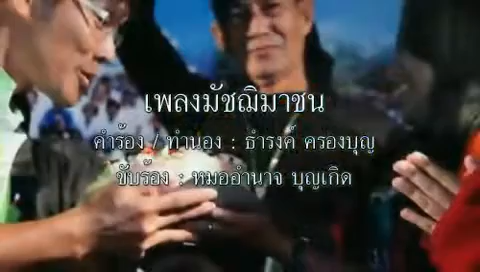 เพลงมัชฌิมาชน
คำร้อง / ทำนอง : ธำรงค์ ครองบุญ
ขับร้อง : หมออำนาจ บุญเกิด